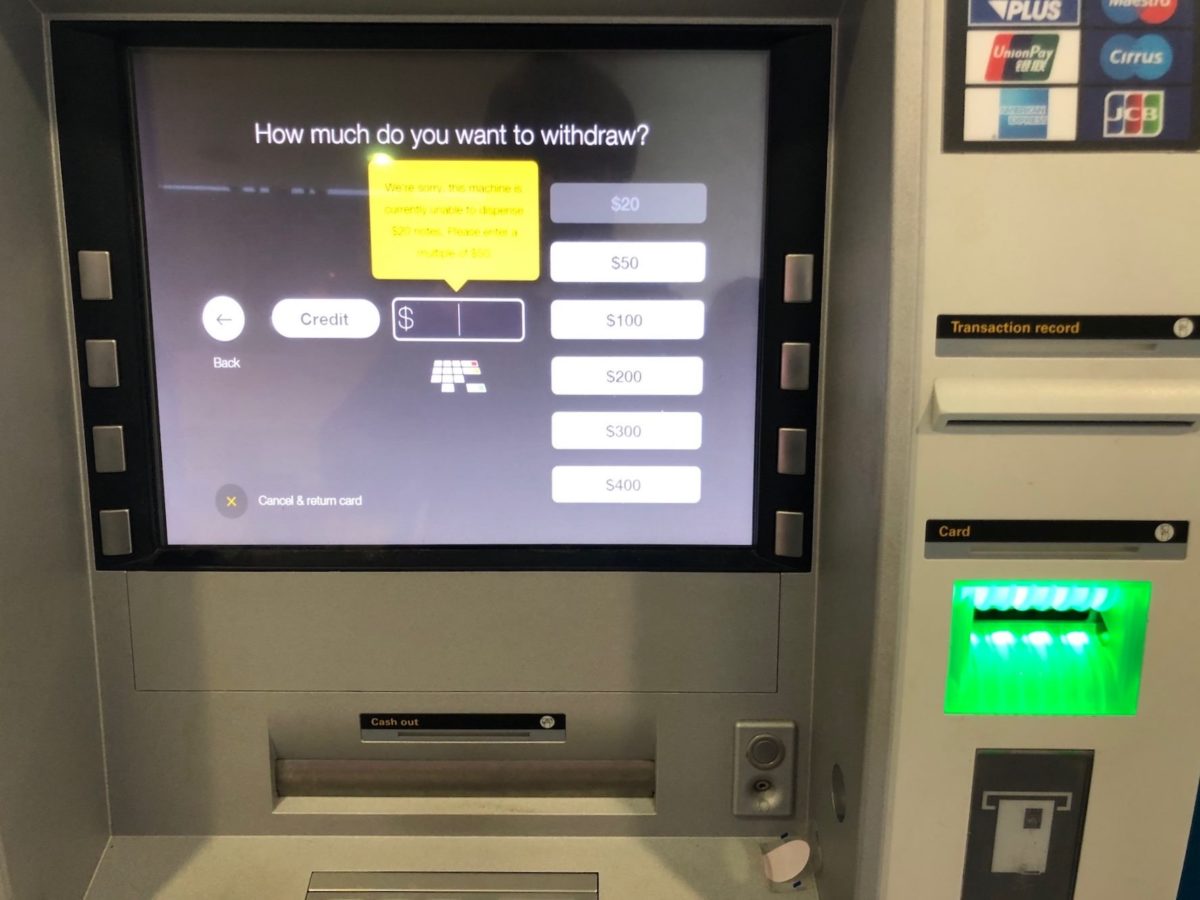 How much do you want to withdraw?
We're sorry, this machine is
currently unable to dispense
$20 notes. Please enter a
multiple of $50
$20
$50
$100
$200
$300
$400
←
Credit
$
Back
×
Cancel & return card
PLUS
Maestro
UnionPay
银联
Cirrus
AMERICAN
EXPRESS
JCB
Transaction record
Card
Cash out